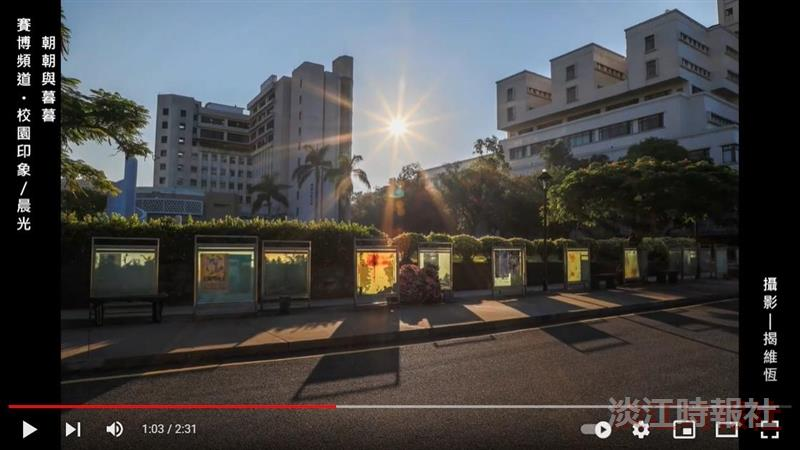 朝朝與暮暮
賽博頻道・校園印象/晨光
攝影—揭維恆
淡江時報社
1:03 / 2:31